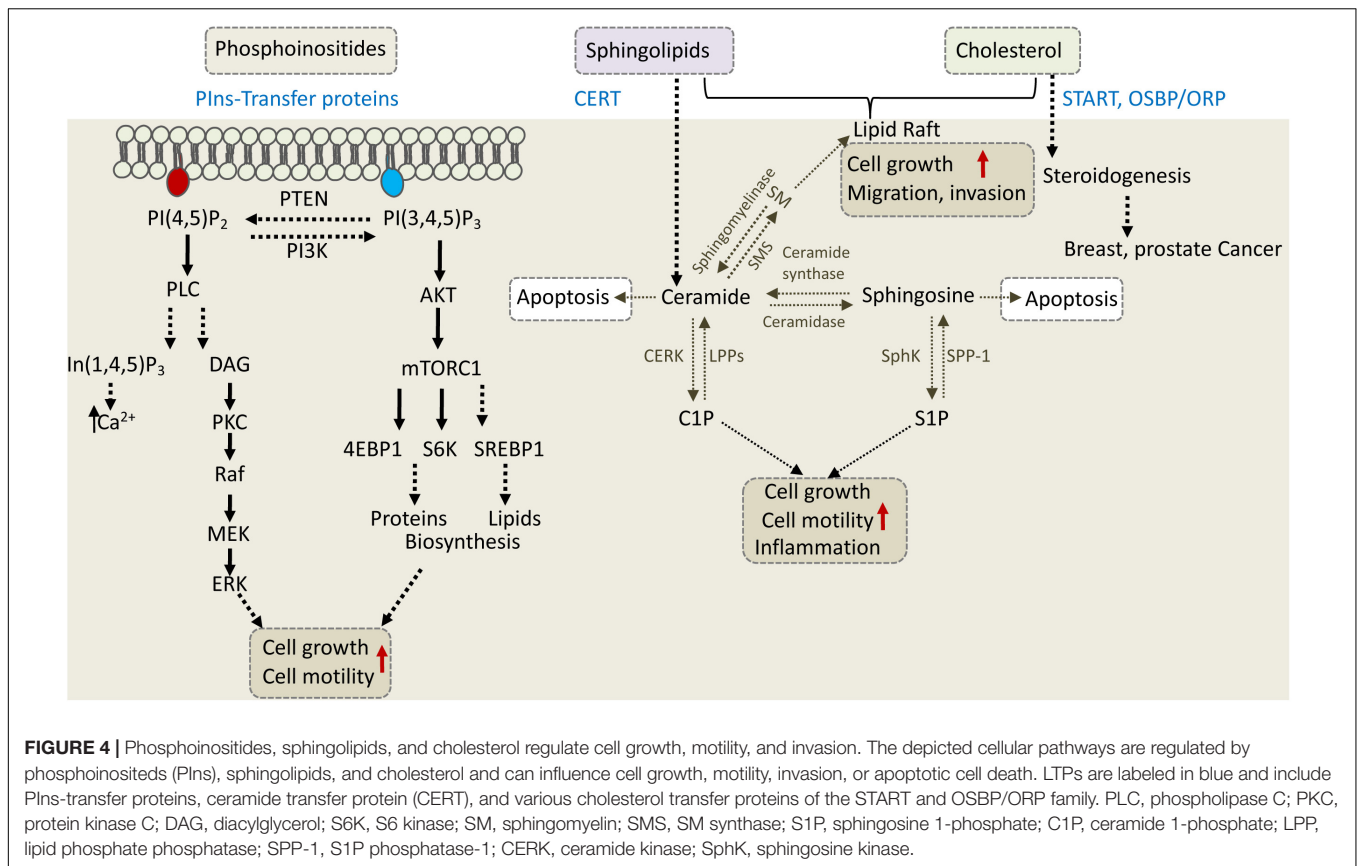 Phosphoinositides
Sphingolipids
Cholesterol
PIns-Transfer proteins
CERT
START, OSBP/ORP
Lipid Raft
Cell growth
Migration, invasion
Steroidogenesis
Breast, prostate Cancer
PTEN
PI(4,5)P₂
PI(3,4,5)P₃
PI3K
PLC
AKT
In(1,4,5)P₃
DAG
mTORC1
Ca²⁺
PKC
4EBP1
S6K
SREBP1
Raf
Proteins
Lipids
Biosynthesis
MEK
ERK
Cell growth
Cell motility
Sphingomyelinase
SM
SMS
Ceramide
synthase
Apoptosis
Ceramide
Sphingosine
Apoptosis
Ceramidase
CERK
LPPs
SphK
SPP-1
C1P
S1P
Cell growth
Cell motility
Inflammation
FIGURE 4 | Phosphoinositides, sphingolipids, and cholesterol regulate cell growth, motility, and invasion. The depicted cellular pathways are regulated by
phosphoinositeds (PIns), sphingolipids, and cholesterol and can influence cell growth, motility, invasion, or apoptotic cell death. LTPs are labeled in blue and include
PIns-transfer proteins, ceramide transfer protein (CERT), and various cholesterol transfer proteins of the START and OSBP/ORP family. PLC, phospholipase C; PKC,
protein kinase C; DAG, diacylglycerol; S6K, S6 kinase; SM, sphingomyelin; SMS, SM synthase; S1P, sphingosine 1-phosphate; C1P, ceramide 1-phosphate; LPP,
lipid phosphate phosphatase; SPP-1, S1P phosphatase-1; CERK, ceramide kinase; SphK, sphingosine kinase.